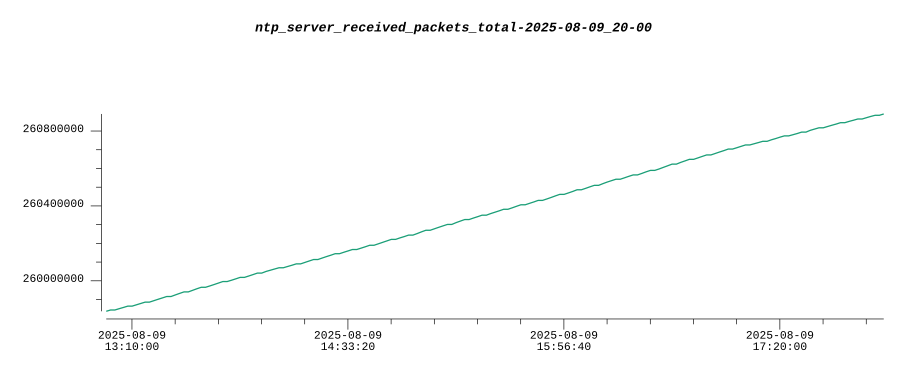 ntp_server_received_packets_total-2025-08-09_20-00
260800000
260400000
260000000
2025-08-09 2025-08-09 2025-08-09 2025-08-09
13:10:00 14:33:20 15:56:40 17:20:00